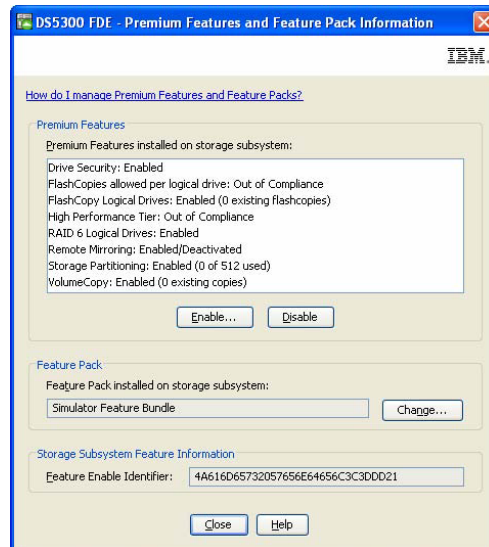 DS5300 FDE - Premium Features and Feature Pack Information
IBM.
How do I manage Premium Features and Feature Packs?
Premium Features
Premium Features installed on storage subsystem:
Drive Security: Enabled
FlashCopies allowed per logical drive: Out of Compliance
FlashCopy Logical Drives: Enabled (0 existing flashcopies)
High Performance Tier: Out of Compliance
RAID 6 Logical Drives: Enabled
Remote Mirroring: Enabled/Deactivated
Storage Partitioning: Enabled (0 of 512 used)
VolumeCopy: Enabled (0 existing copies)
Enable... Disable
Feature Pack
Feature Pack installed on storage subsystem:
Simulator Feature Bundle Change...
Storage Subsystem Feature Information
Feature Enable Identifier: 4A616D65732057656E64656C3C3DDD21
Close Help